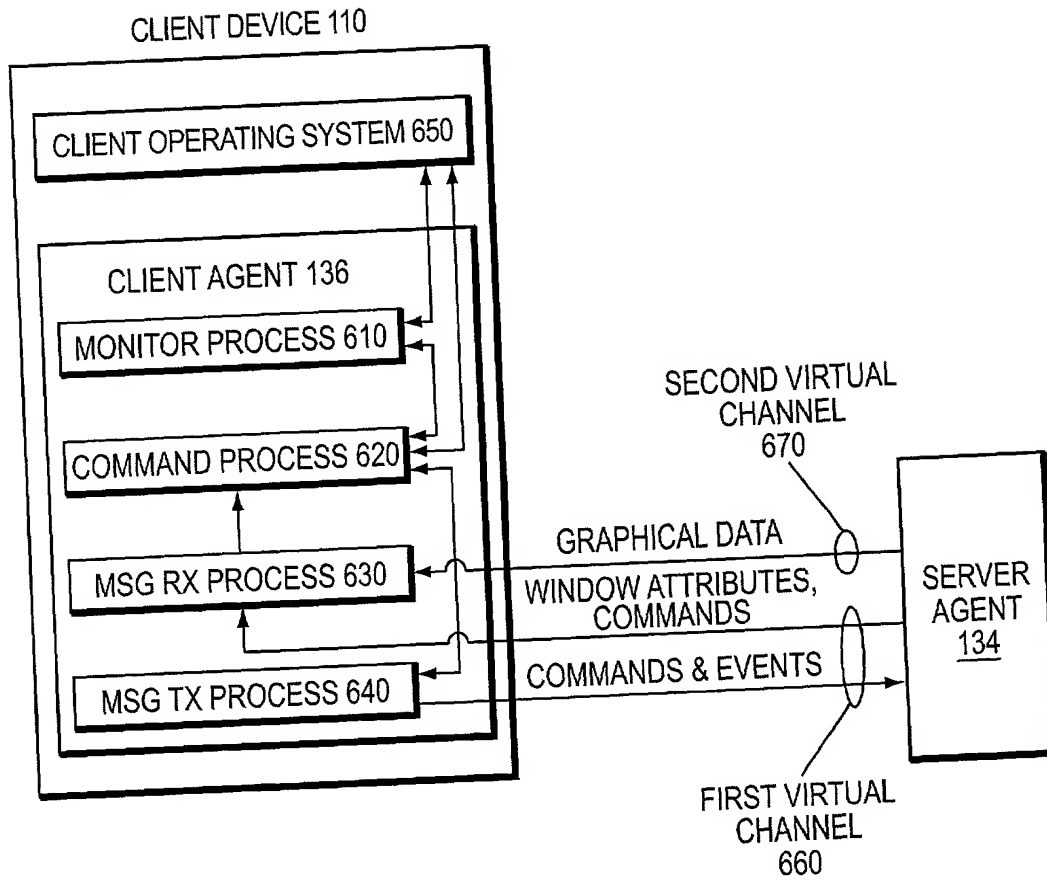 CLIENT DEVICE 110
CLIENT OPERATING SYSTEM 650
CLIENT AGENT 136
MONITOR PROCESS 610
COMMAND PROCESS 620
MSG RX PROCESS 630
MSG TX PROCESS 640
SECOND VIRTUAL
CHANNEL
670
GRAPHICAL DATA
WINDOW ATTRIBUTES,
COMMANDS
COMMANDS & EVENTS
SERVER
AGENT
134
FIRST VIRTUAL
CHANNEL
660